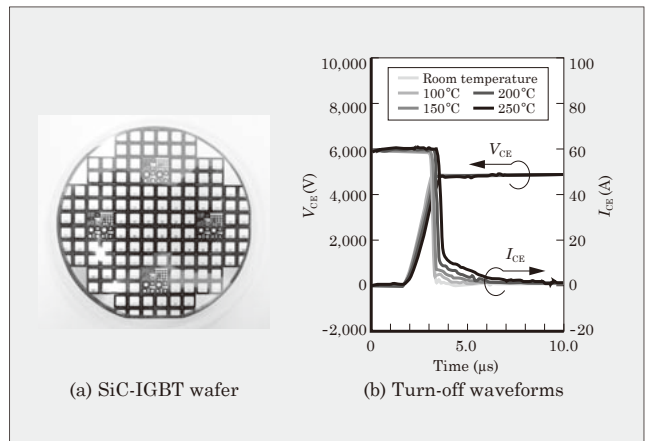 10,000
8,000
6,000
4,000
2,000
0
-2,000
V_CE (V)
100
80
60
40
20
0
-20
I_CE (A)
Room temperature
100°C 200°C
150°C 250°C
V_CE
I_CE
0 5.0 10.0
Time (µs)
(a) SiC-IGBT wafer
(b) Turn-off waveforms